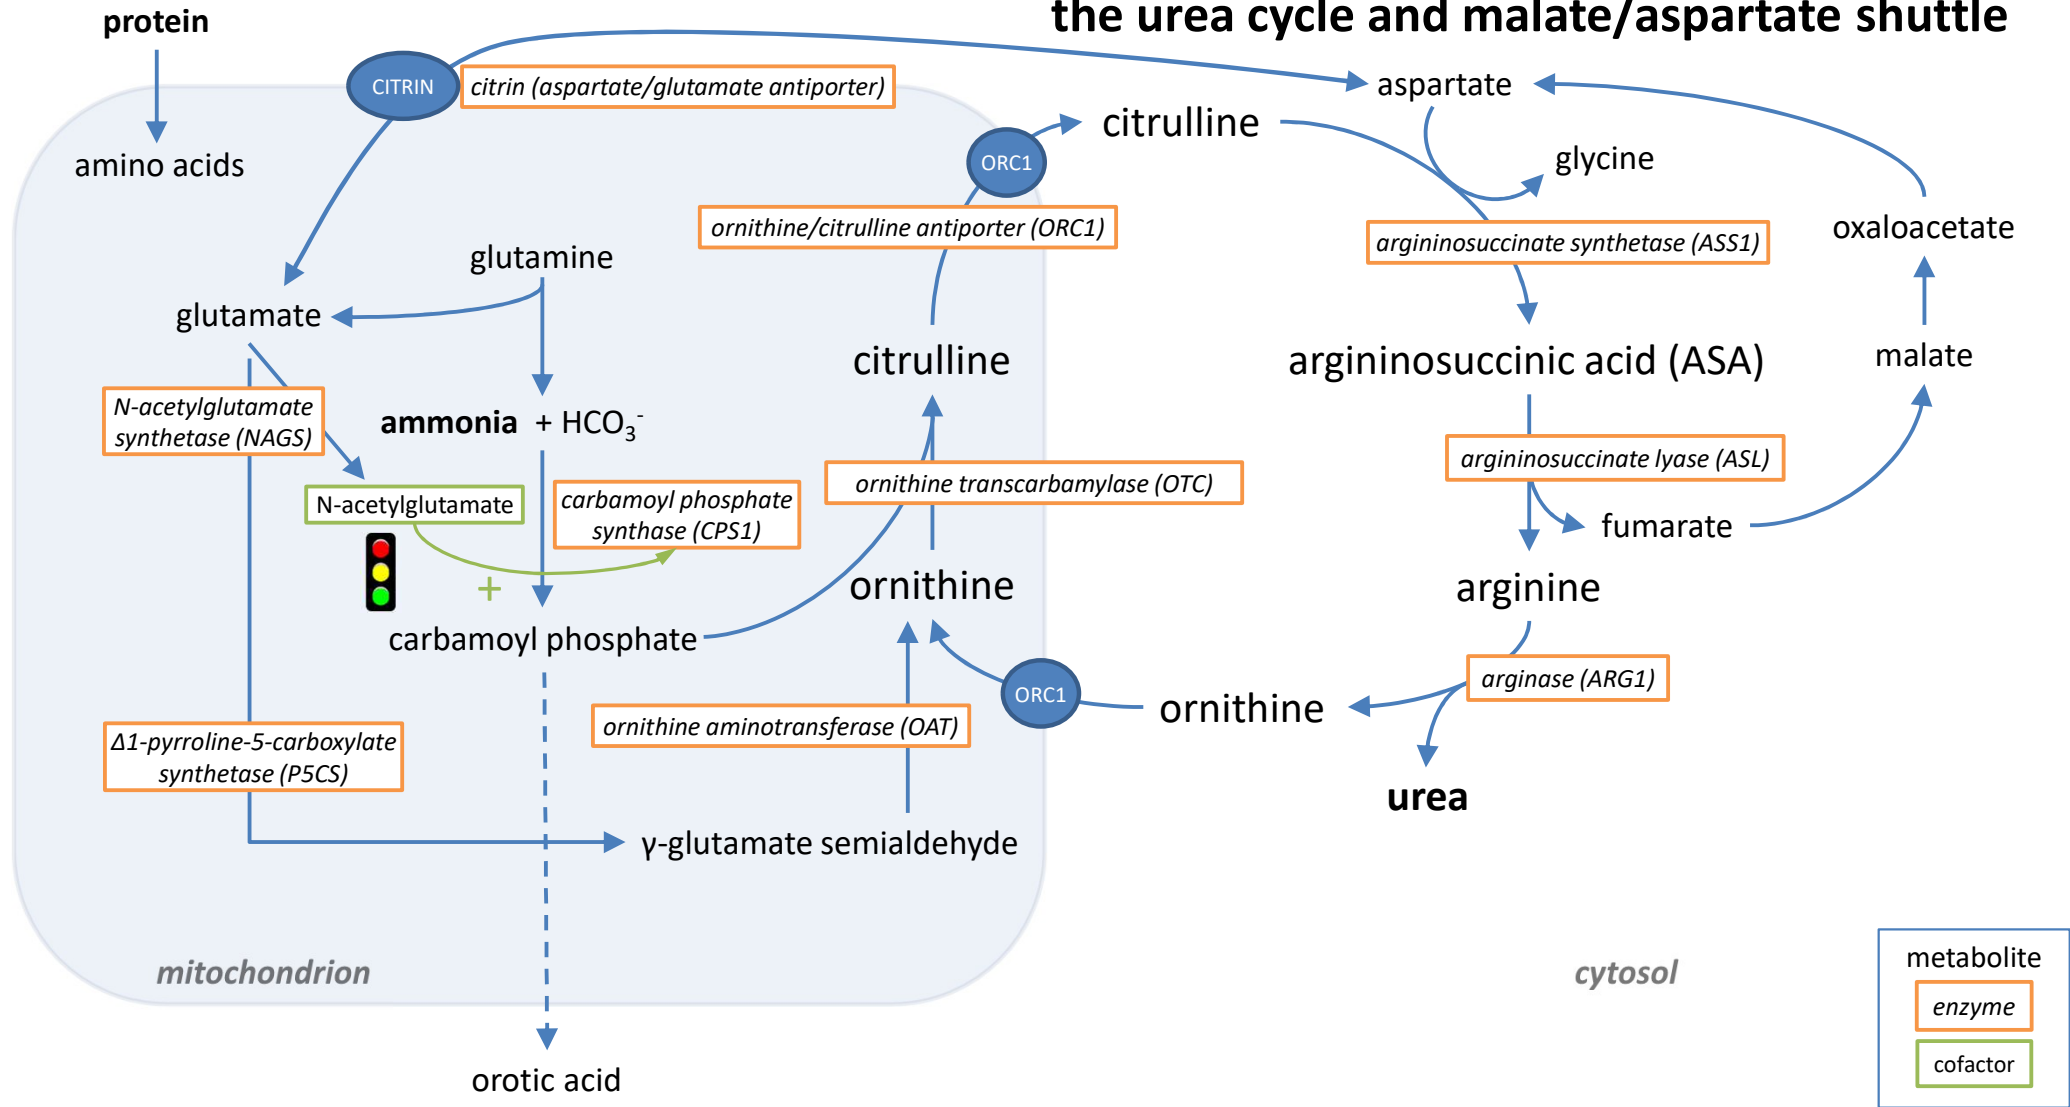 the urea cycle and malate/aspartate shuttle
protein
CITRIN
citrin (aspartate/glutamate antiporter)
aspartate
citrulline
amino acids
ORC1
glycine
ornithine/citrulline antiporter (ORC1)
argininosuccinate synthetase (ASS1)
oxaloacetate
glutamine
glutamate
citrulline
argininosuccinic acid (ASA)
malate
N-acetylglutamate
synthetase (NAGS)
ammonia + HCO₃⁻
argininosuccinate lyase (ASL)
ornithine transcarbamylase (OTC)
N-acetylglutamate
carbamoyl phosphate
synthase (CPS1)
fumarate
+
ornithine
arginine
carbamoyl phosphate
arginase (ARG1)
ORC1
ornithine
ornithine aminotransferase (OAT)
Δ1-pyrroline-5-carboxylate
synthetase (P5CS)
urea
γ-glutamate semialdehyde
mitochondrion
cytosol
orotic acid
metabolite
enzyme
cofactor